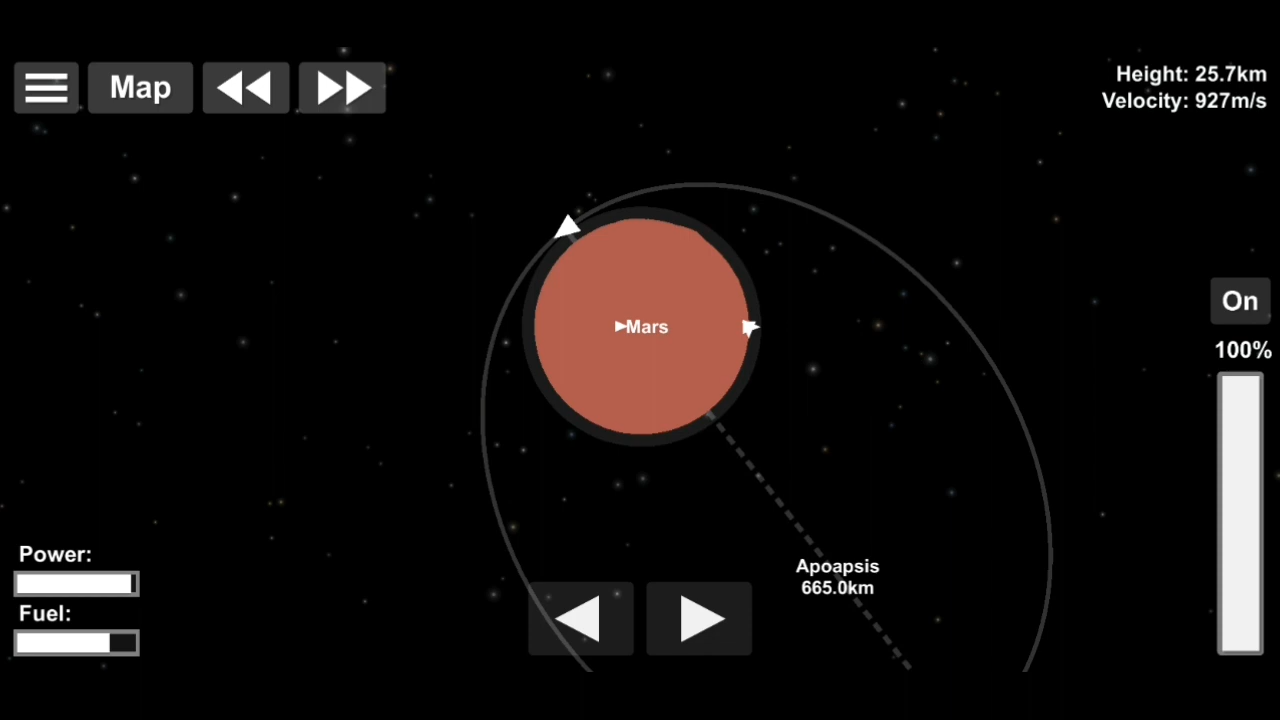 Map
Height: 25.7km
Velocity: 927m/s
Mars
On
100%
Apoapsis
665.0km
Power:
Fuel: